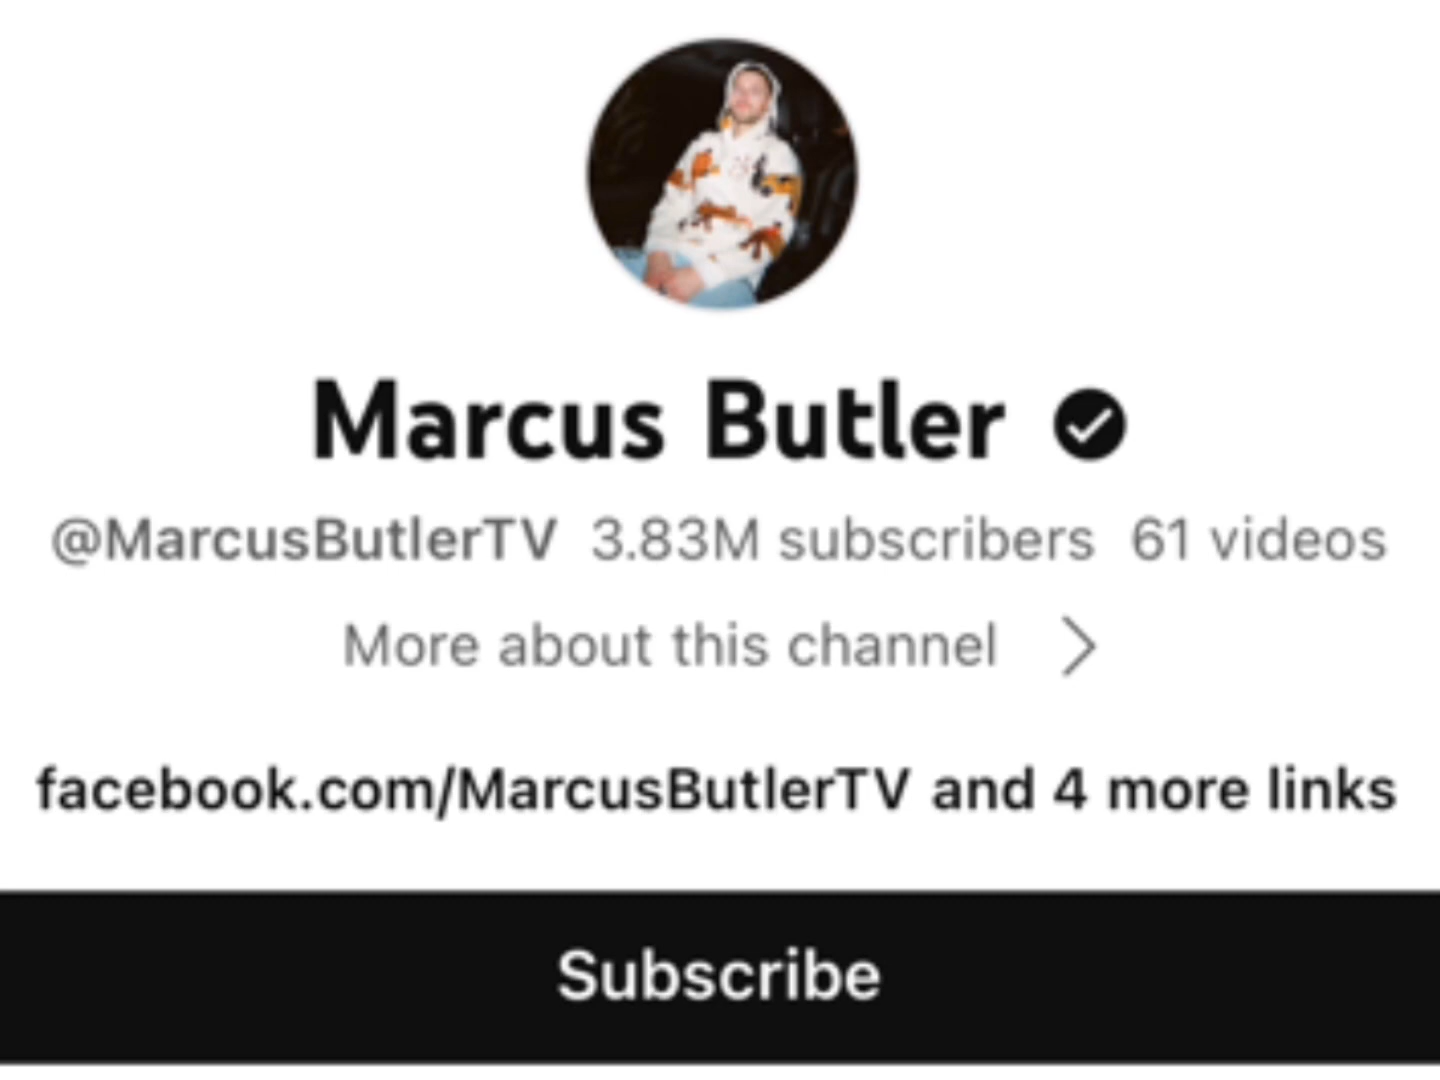 Marcus Butler
@MarcusButlerTV 3.83M subscribers 61 videos
More about this channel
facebook.com/MarcusButlerTV and 4 more links
Subscribe